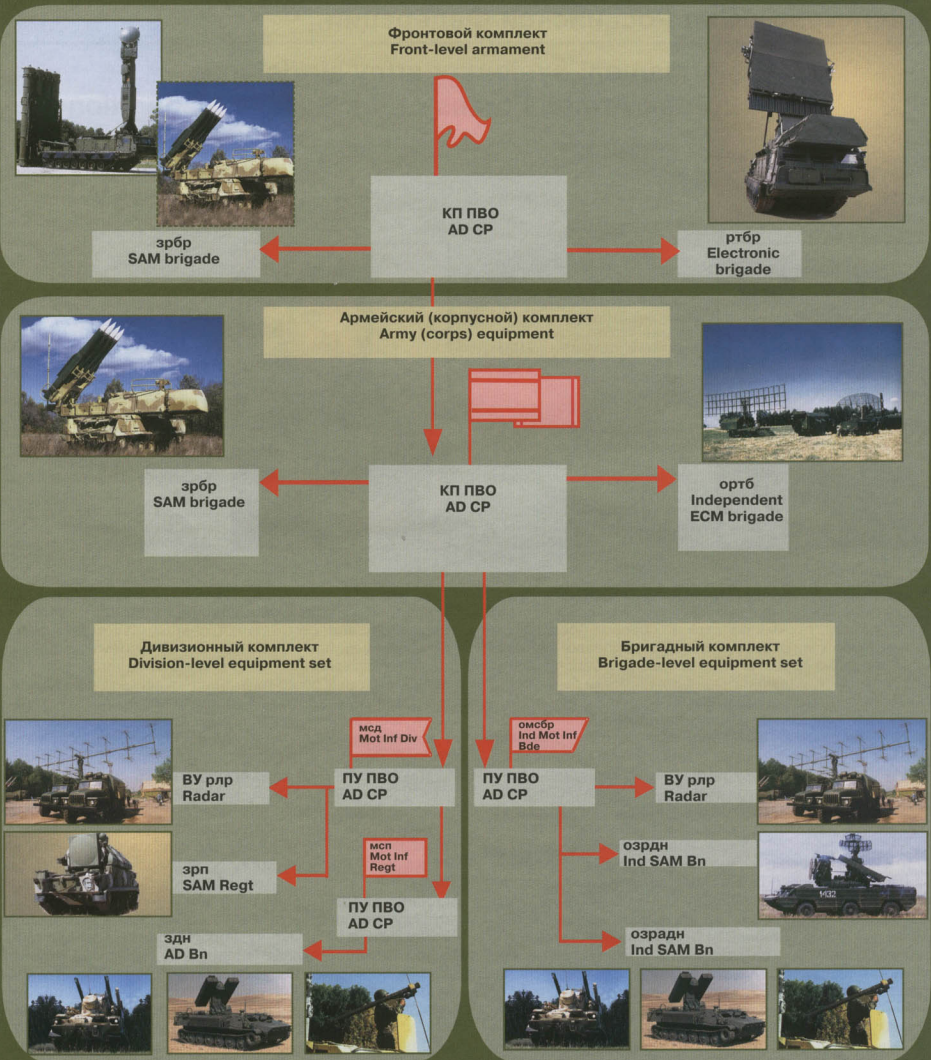 Фронтовой комплект
Front-level armament
КП ПВО
AD CP
зрбр
SAM brigade
ртбр
Electronic
brigade
Армейский (корпусной) комплект
Army (corps) equipment
зрбр
SAM brigade
КП ПВО
AD CP
ортб
Independent
ECM brigade
Дивизионный комплект
Division-level equipment set
мсд
Mot Inf Div
ВУ рлр
Radar
ПУ ПВО
AD CP
мсп
Mot Inf
Regt
зрп
SAM Regt
ПУ ПВО
AD CP
здн
AD Bn
Бригадный комплект
Brigade-level equipment set
омсбр
Ind Mot Inf
Bde
ПУ ПВО
AD CP
ВУ рлр
Radar
озрдн
Ind SAM Bn
1432
озрадн
Ind SAM Bn